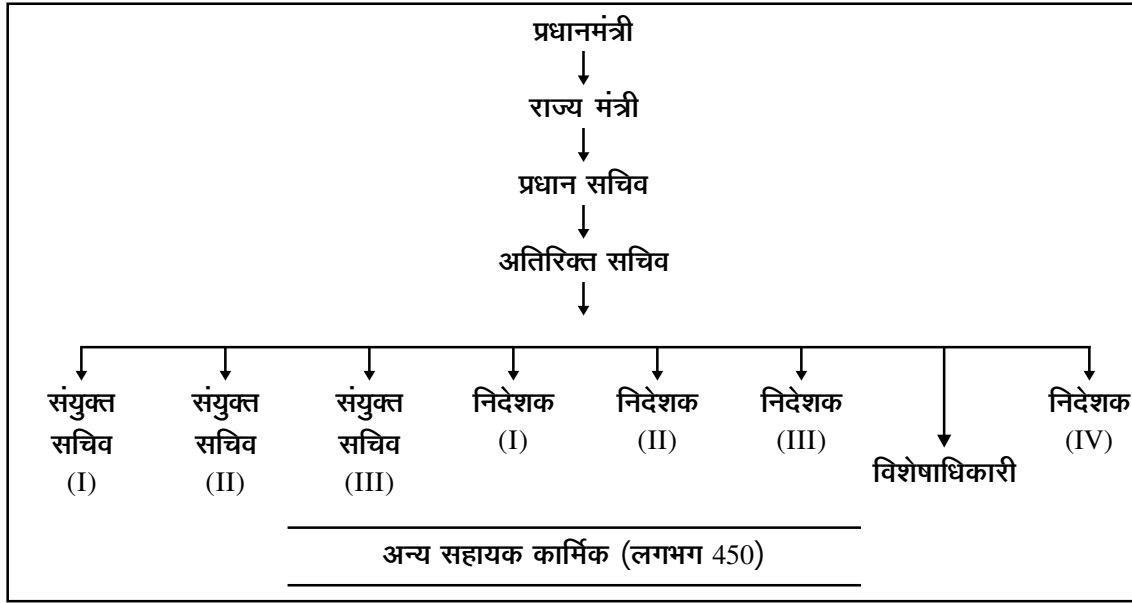 प्रधानमंत्री
राज्य मंत्री
प्रधान सचिव
अतिरिक्त सचिव
संयुक्त
सचिव
(I)
संयुक्त
सचिव
(II)
संयुक्त
सचिव
(III)
निदेशक
(I)
निदेशक
(II)
निदेशक
(III)
विशेषाधिकारी
निदेशक
(IV)
अन्य सहायक कार्मिक (लगभग 450)